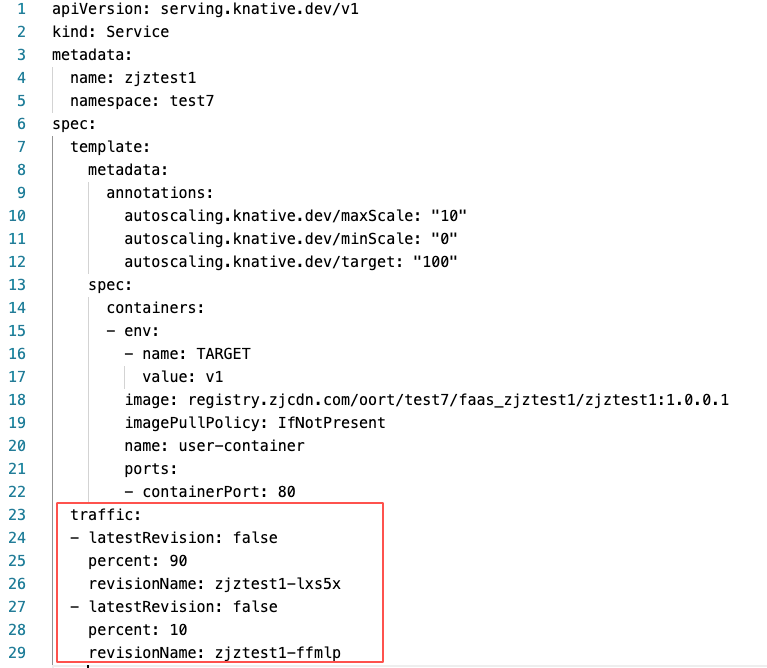 1 apiVersion: serving.knative.dev/v1
2 kind: Service
3 metadata:
4   name: zjztest1
5   namespace: test7
6 spec:
7   template:
8     metadata:
9       annotations:
10         autoscaling.knative.dev/maxScale: "10"
11         autoscaling.knative.dev/minScale: "0"
12         autoscaling.knative.dev/target: "100"
13     spec:
14       containers:
15       - env:
16         - name: TARGET
17           value: v1
18         image: registry.zjcdn.com/oort/test7/faas_zjztest1/zjztest1:1.0.0.1
19         imagePullPolicy: IfNotPresent
20         name: user-container
21         ports:
22         - containerPort: 80
23   traffic:
24   - latestRevision: false
25     percent: 90
26     revisionName: zjztest1-lxs5x
27   - latestRevision: false
28     percent: 10
29     revisionName: zjztest1-ffmlp